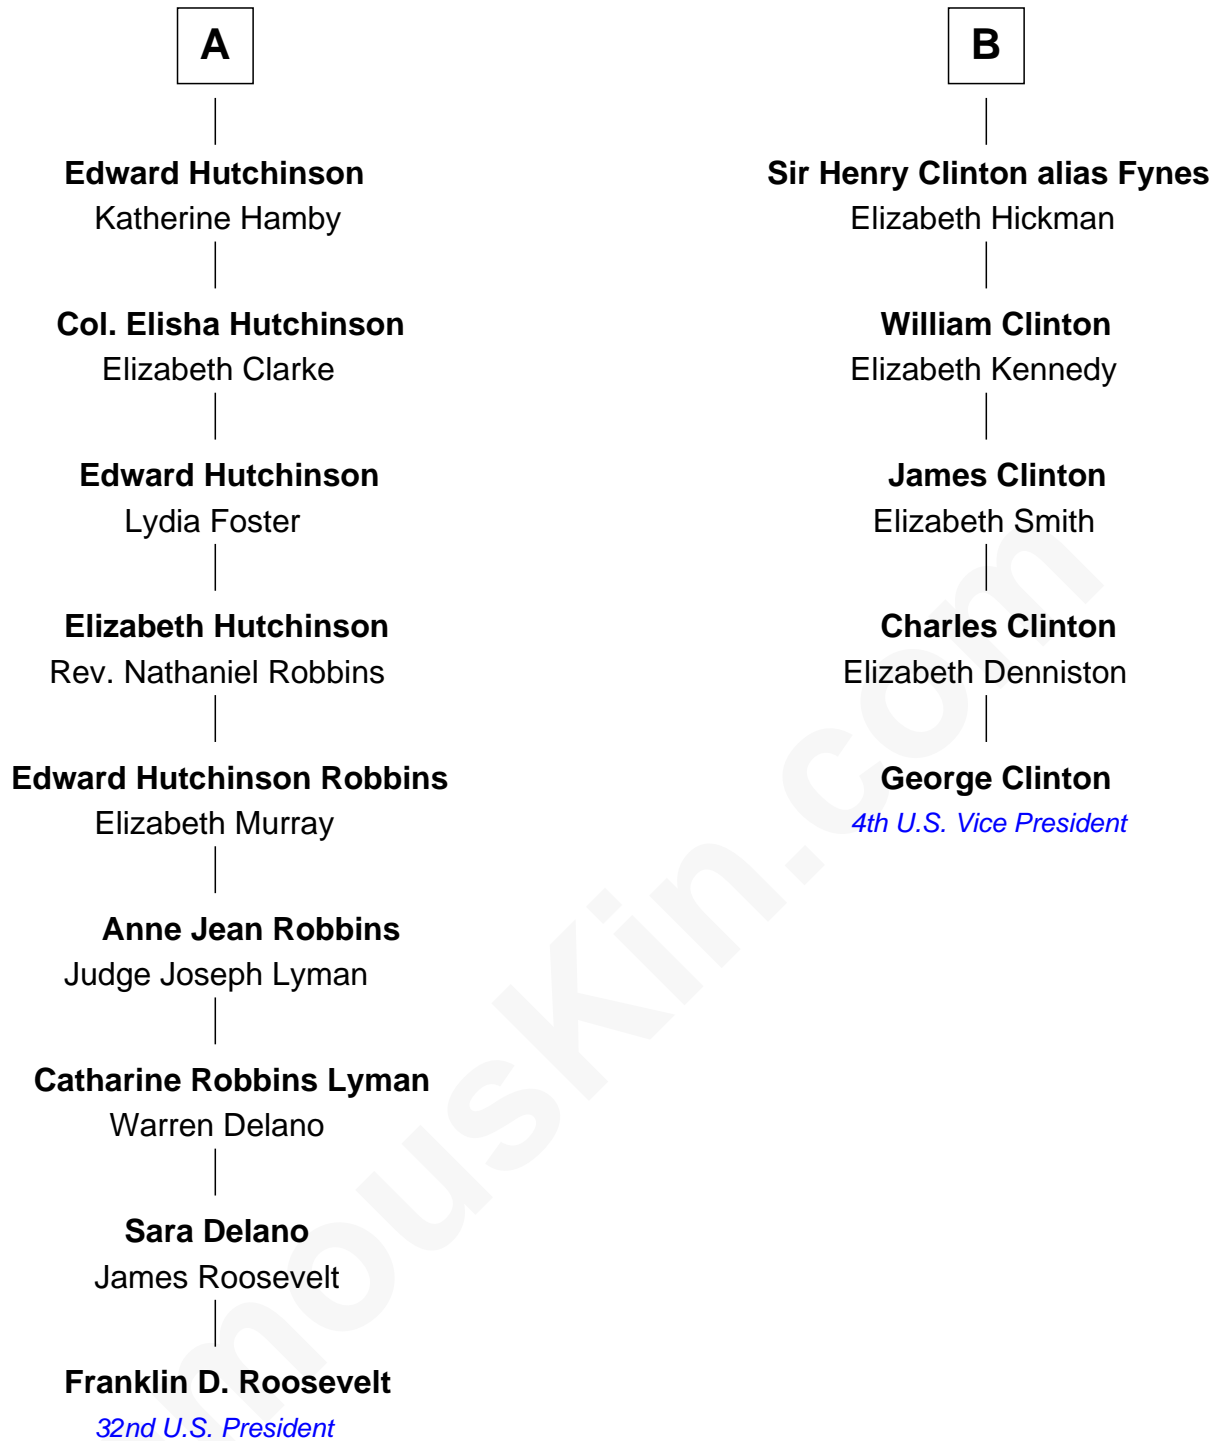 A
Edward Hutchinson
Katherine Hamby
Col. Elisha Hutchinson
Elizabeth Clarke
Edward Hutchinson
Lydia Foster
Elizabeth Hutchinson
Rev. Nathaniel Robbins
Edward Hutchinson Robbins
Elizabeth Murray
Anne Jean Robbins
Judge Joseph Lyman
Catharine Robbins Lyman
Warren Delano
Sara Delano
James Roosevelt
Franklin D. Roosevelt
32nd U.S. President
B
Sir Henry Clinton alias Fynes
Elizabeth Hickman
William Clinton
Elizabeth Kennedy
James Clinton
Elizabeth Smith
Charles Clinton
Elizabeth Denniston
George Clinton
4th U.S. Vice President
mousKin.com